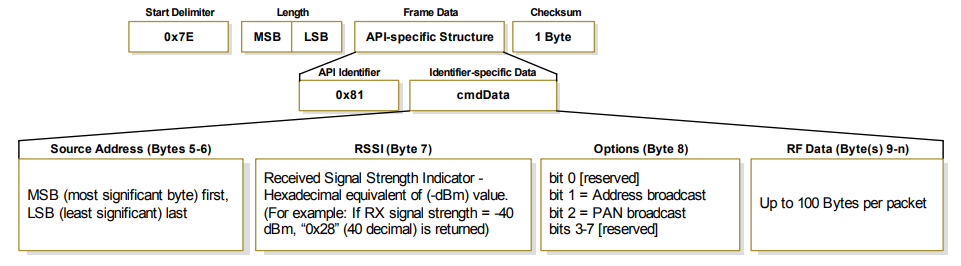 Start Delimiter
Length
Frame Data
Checksum
0x7E
MSB
LSB
API-specific Structure
1 Byte
API Identifier
Identifier-specific Data
0x81
cmdData
Source Address (Bytes 5-6)
MSB (most significant byte) first,
LSB (least significant) last
RSSI (Byte 7)
Received Signal Strength Indicator -
Hexadecimal equivalent of (-dBm) value.
(For example: If RX signal strength = -40
dBm, “0x28” (40 decimal) is returned)
Options (Byte 8)
bit 0 [reserved]
bit 1 = Address broadcast
bit 2 = PAN broadcast
bits 3-7 [reserved]
RF Data (Byte(s) 9-n)
Up to 100 Bytes per packet